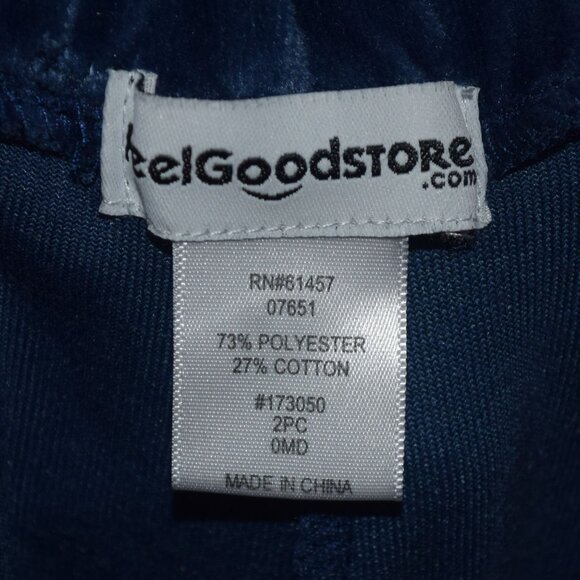 eelGoodSTORE
.com
RN#61457
07651
73% POLYESTER
27% COTTON
#173050
2PC
0MD
MADE IN CHINA